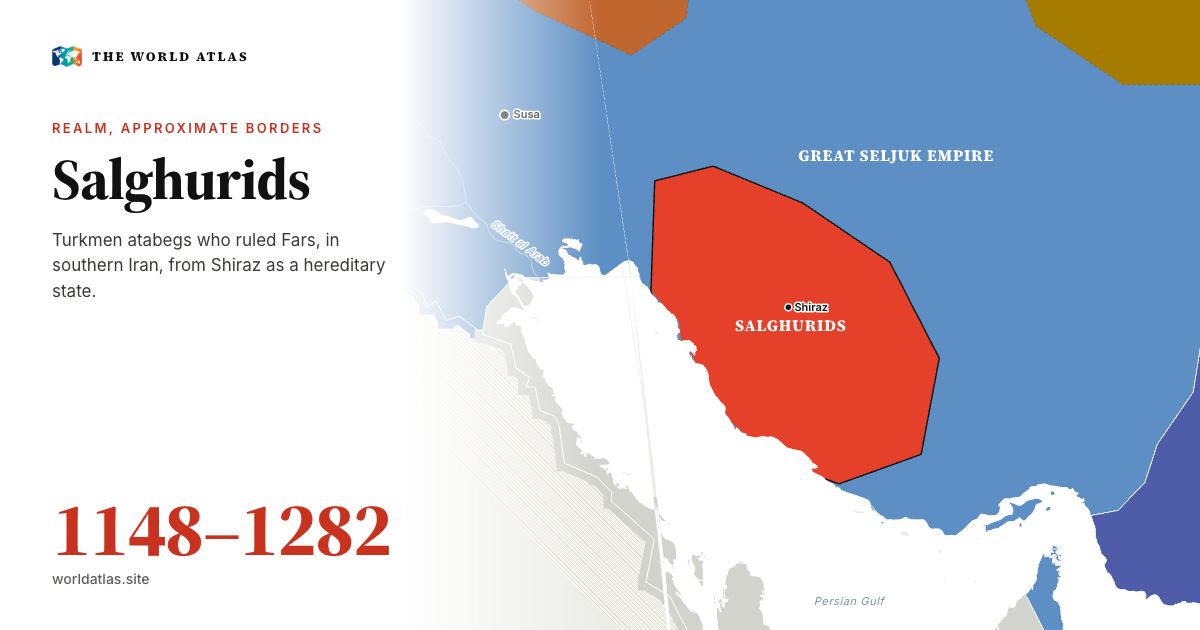 THE WORLD ATLAS
REALM, APPROXIMATE BORDERS
Salghurids
Turkmen atabegs who ruled Fars, in
southern Iran, from Shiraz as a hereditary
state.
1148–1282
worldatlas.site
Susa
GREAT SELJUK EMPIRE
Shatt al Arab
Shiraz
SALGHURIDS
Persian Gulf